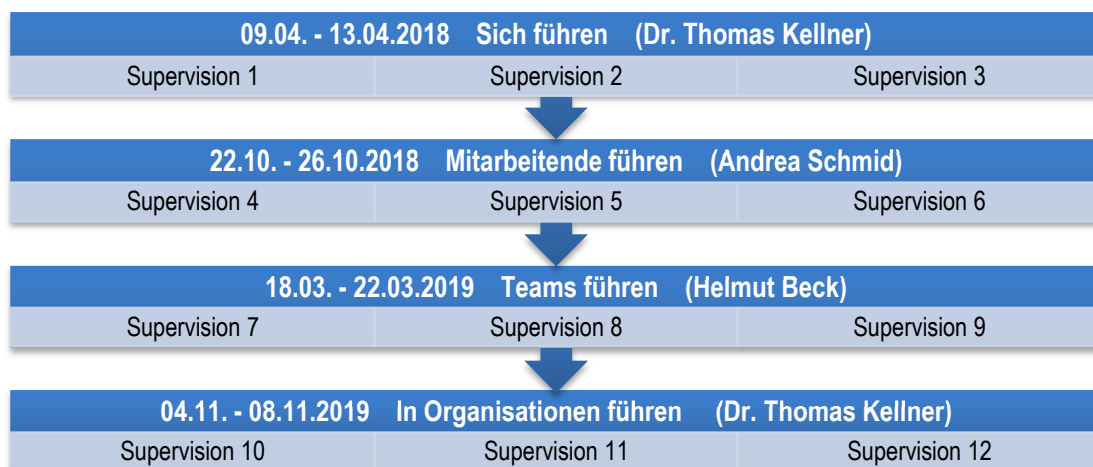 09.04. - 13.04.2018 Sich führen (Dr. Thomas Kellner)
Supervision 1 Supervision 2 Supervision 3
22.10. - 26.10.2018 Mitarbeitende führen (Andrea Schmid)
Supervision 4 Supervision 5 Supervision 6
18.03. - 22.03.2019 Teams führen (Helmut Beck)
Supervision 7 Supervision 8 Supervision 9
04.11. - 08.11.2019 In Organisationen führen (Dr. Thomas Kellner)
Supervision 10 Supervision 11 Supervision 12